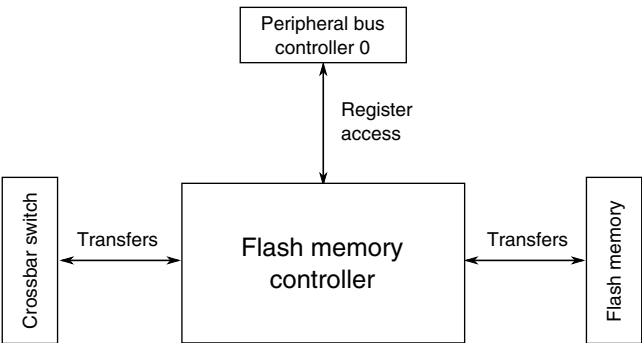 Peripheral bus
controller 0
Register
access
Crossbar switch
Transfers
Flash memory
controller
Transfers
Flash memory